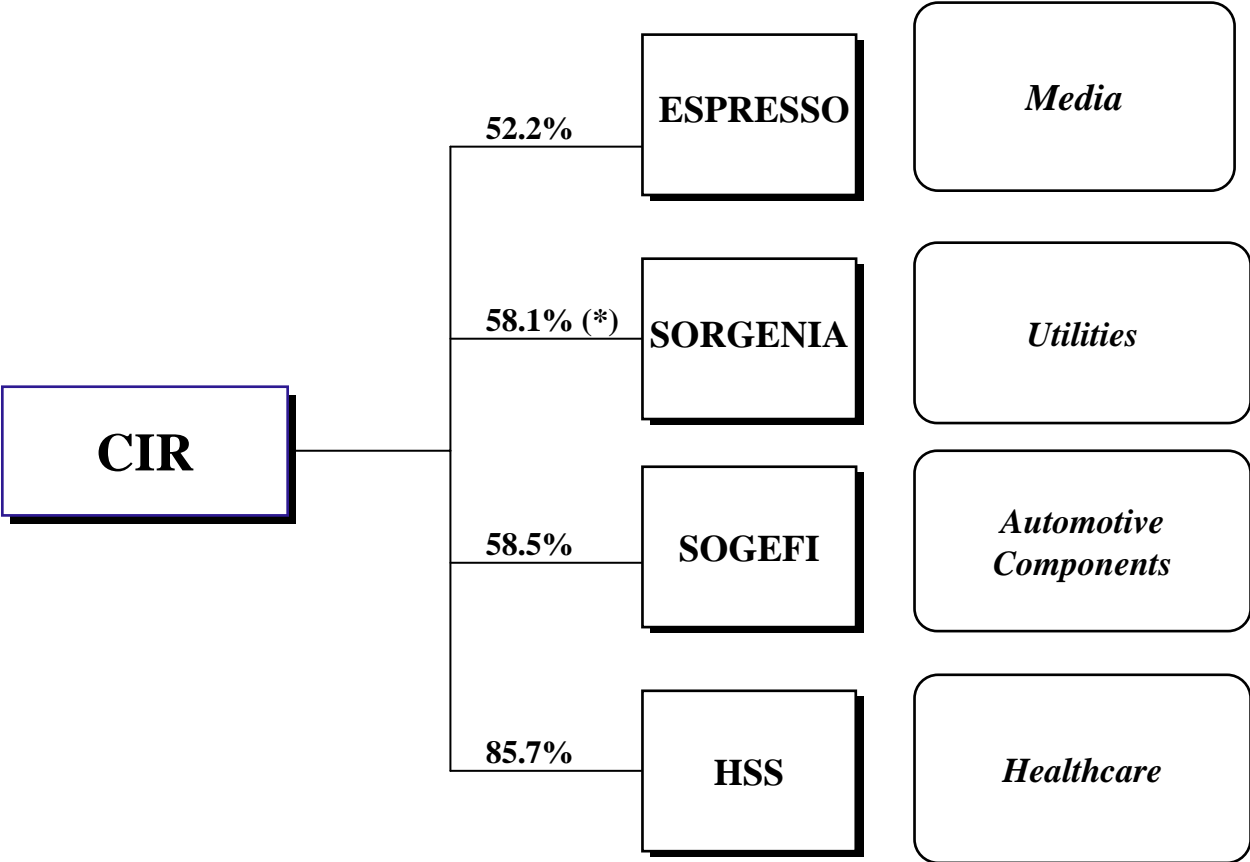 52.2%
ESPRESSO
Media
58.1% (*)
SORGENIA
Utilities
CIR
58.5%
SOGEFI
Automotive
Components
85.7%
HSS
Healthcare